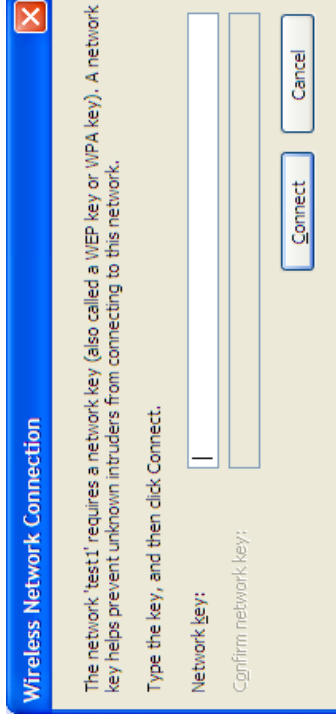 Wireless Network Connection
The network 'test1' requires a network key (also called a WEP key or WPA key). A network
key helps prevent unknown intruders from connecting to this network.
Type the key, and then click Connect.
Network key:
Confirm network key:
Connect Cancel